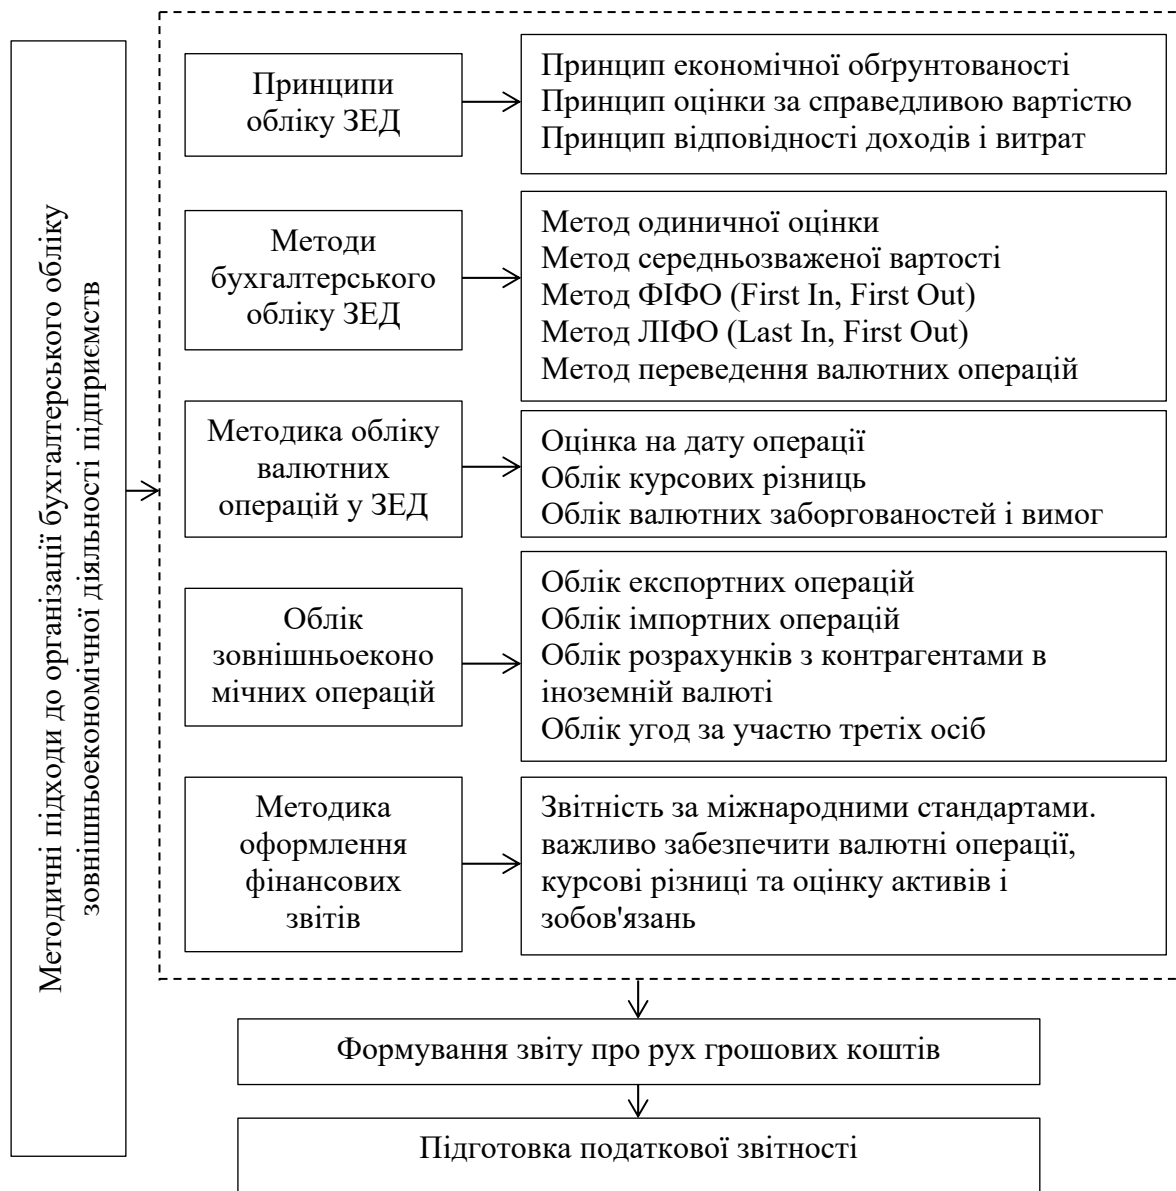 Методичні підходи до організації бухгалтерського обліку
зовнішньоекономічної діяльності підприємств
Принципи
обліку ЗЕД
Принцип економічної обґрунтованості
Принцип оцінки за справедливою вартістю
Принцип відповідності доходів і витрат
Методи
бухгалтерського
обліку ЗЕД
Метод одиничної оцінки
Метод середньозваженої вартості
Метод ФІФО (First In, First Out)
Метод ЛІФО (Last In, First Out)
Метод переведення валютних операцій
Методика обліку
валютних
операцій у ЗЕД
Оцінка на дату операції
Облік курсових різниць
Облік валютних заборгованостей і вимог
Облік
зовнішньоеконо
мічних операцій
Облік експортних операцій
Облік імпортних операцій
Облік розрахунків з контрагентами в
іноземній валюті
Облік угод за участю третіх осіб
Методика
оформлення
фінансових
звітів
Звітність за міжнародними стандартами.
важливо забезпечити валютні операції,
курсові різниці та оцінку активів і
зобов'язань
Формування звіту про рух грошових коштів
Підготовка податкової звітності